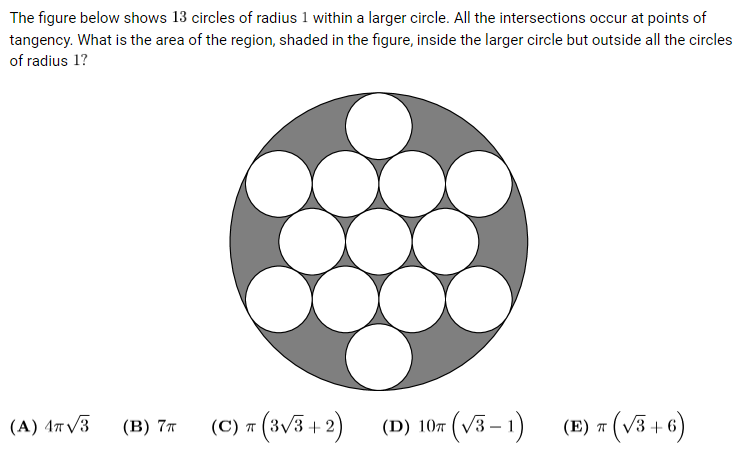 The figure below shows 13 circles of radius 1 within a larger circle. All the intersections occur at points of
tangency. What is the area of the region, shaded in the figure, inside the larger circle but outside all the circles
of radius 1?
(A) 4π√3 (B) 7π (C) π(3√3 + 2) (D) 10π(√3 − 1) (E) π(√3 + 6)